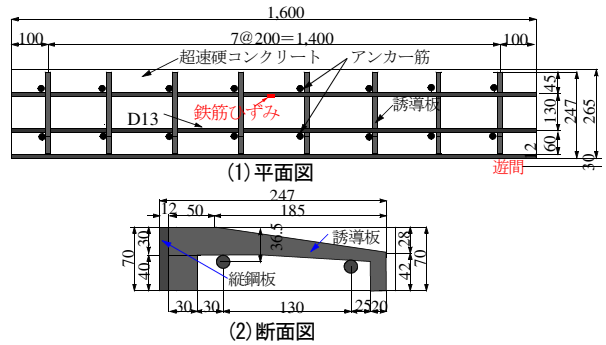 1,600
100
7@200＝1,400
100
超速硬コンクリート
アンカー筋
鉄筋ひずみ
誘導板
D13
45
130
60
2
247
265
30
遊間
(1)平面図
247
12
50
185
30
40
70
36.5
誘導板
28
42
70
縦鋼板
30
30
130
25
20
(2)断面図